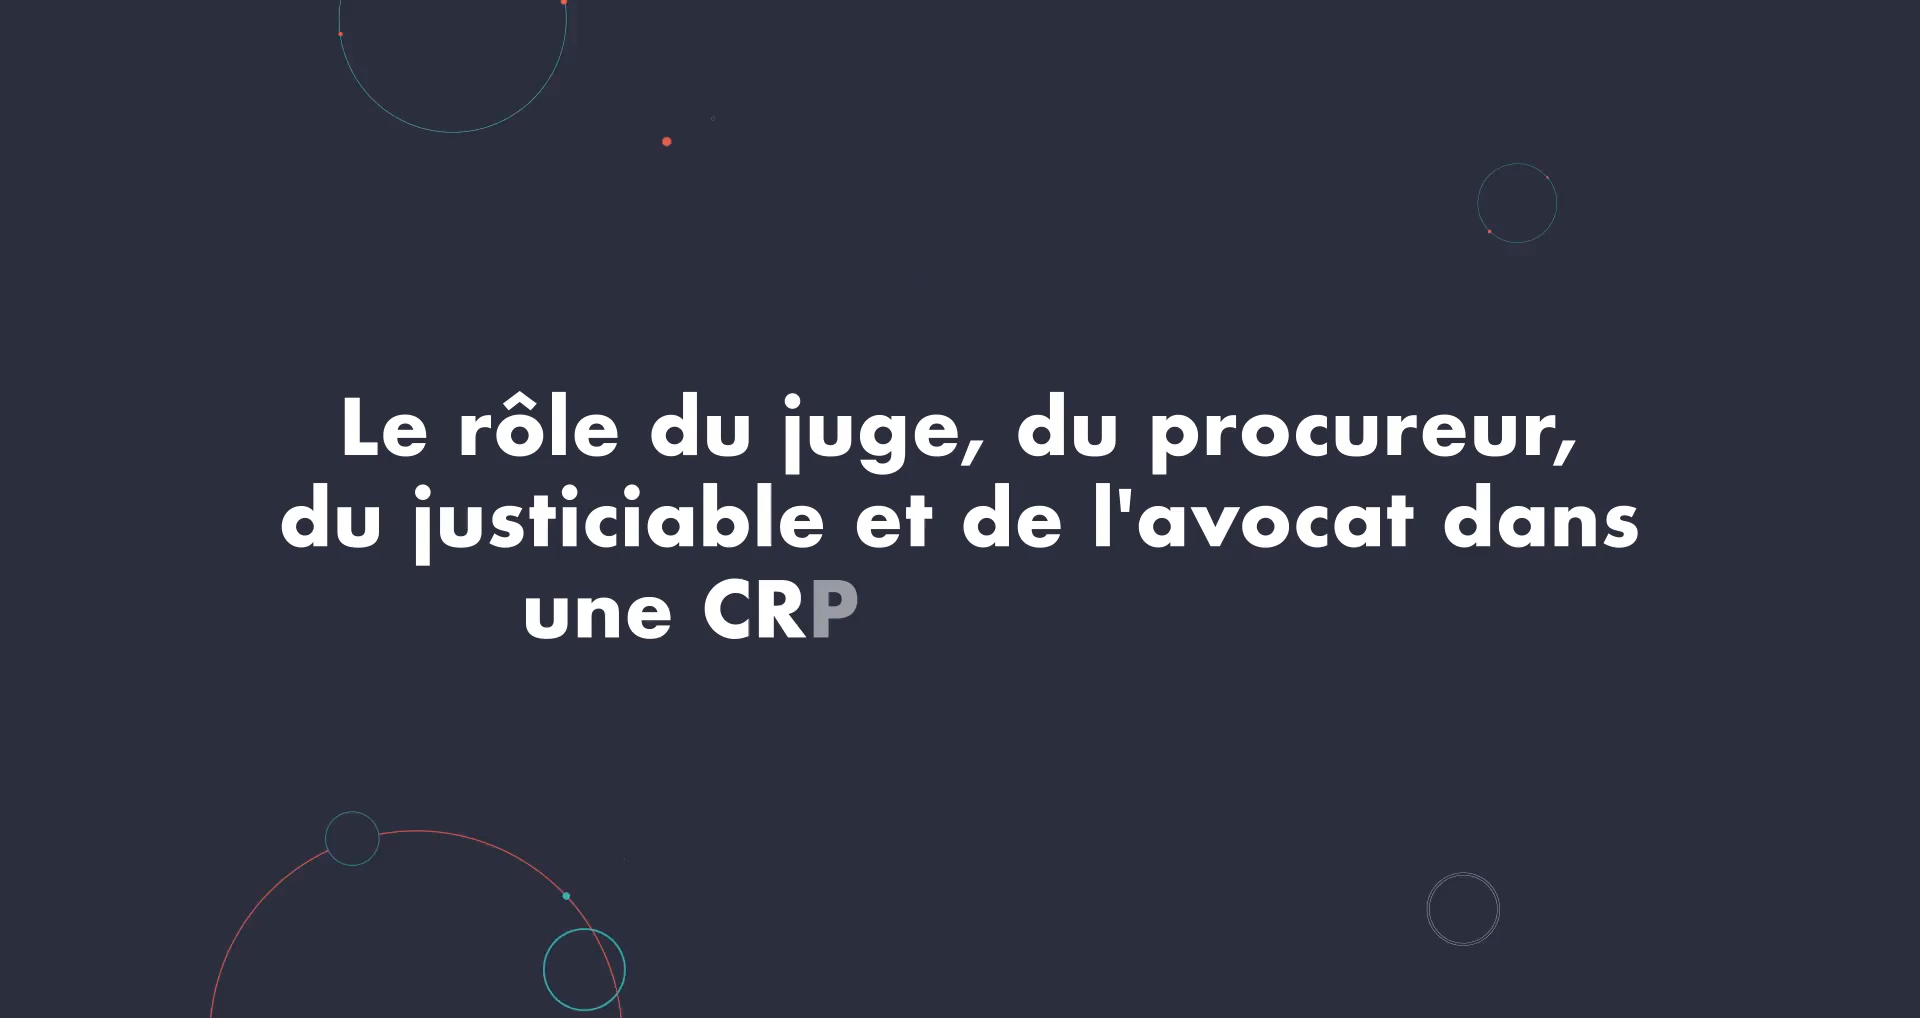 Le rôle du juge, du procureur,
du justiciable et de l'avocat dans
une CRP